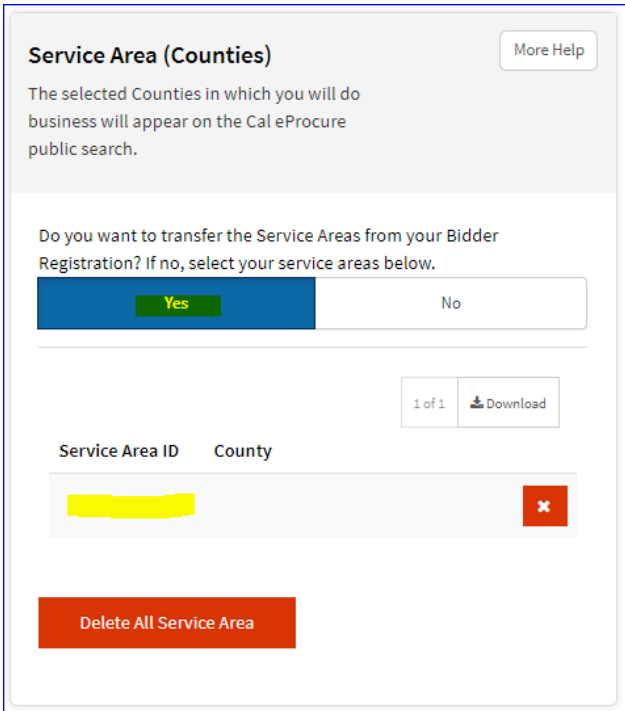 Service Area (Counties)
More Help
The selected Counties in which you will do
business will appear on the Cal eProcure
public search.
Do you want to transfer the Service Areas from your Bidder
Registration? If no, select your service areas below.
Yes
No
1 of 1
Download
Service Area ID
County
Delete All Service Area